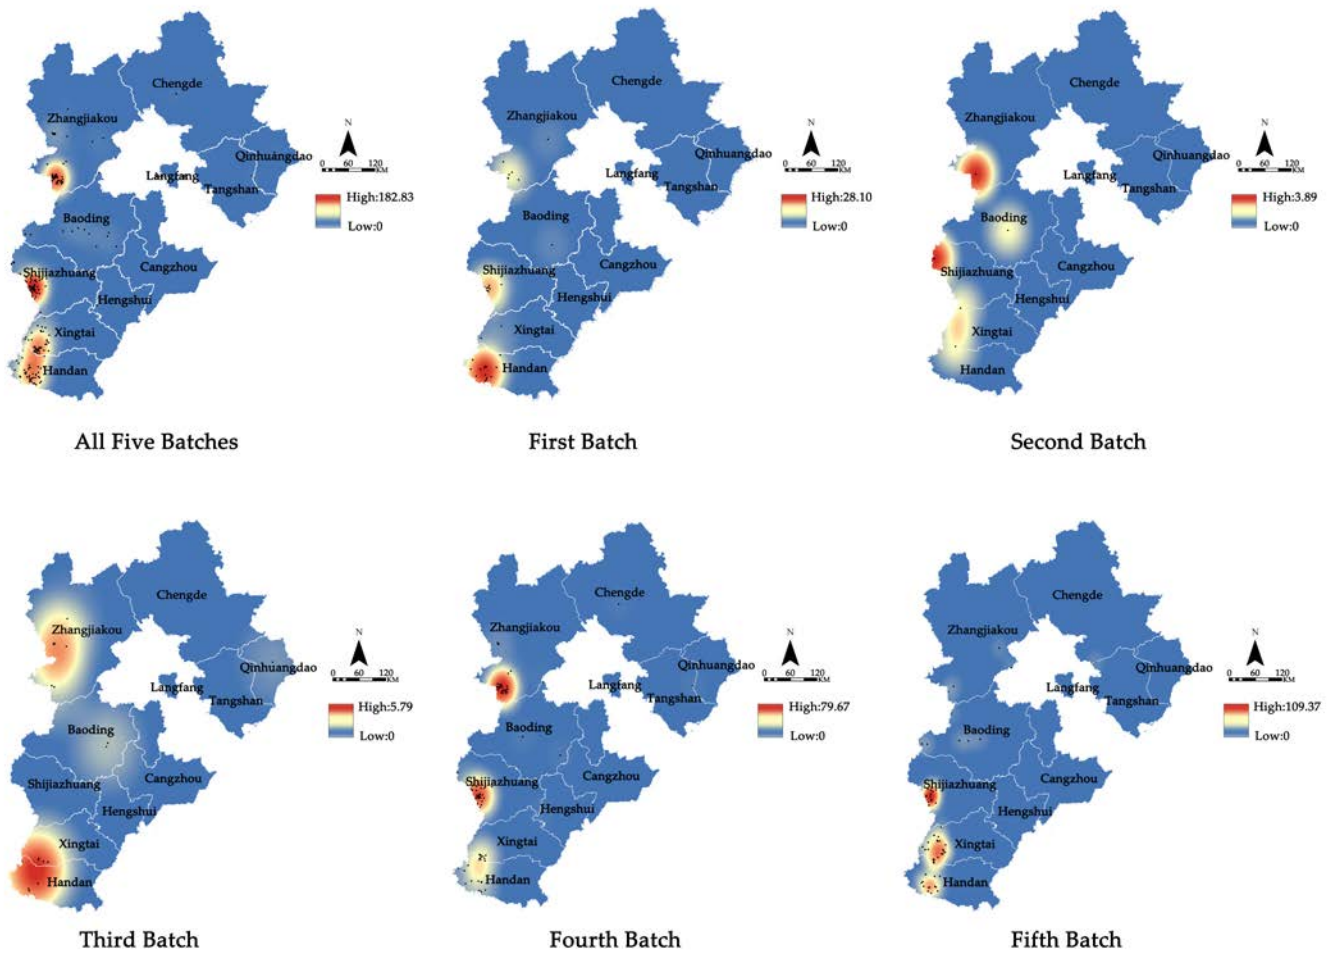 Chengde
Zhangjiakou
Qinhuangdao
Langfang
Tangshan
Baoding
Shijiazhuang
Cangzhou
Hengshui
Xingtai
Handan
N
0 60 120
KM
High:182.83
Low:0
All Five Batches
Chengde
Zhangjiakou
Qinhuangdao
Langfang
Tangshan
Baoding
Shijiazhuang
Cangzhou
Hengshui
Xingtai
Handan
N
0 60 120
KM
High:28.10
Low:0
First Batch
Chengde
Zhangjiakou
Qinhuangdao
Langfang
Tangshan
Baoding
Shijiazhuang
Cangzhou
Hengshui
Xingtai
Handan
N
0 60 120
KM
High:3.89
Low:0
Second Batch
Chengde
Zhangjiakou
Qinhuangdao
Langfang
Tangshan
Baoding
Shijiazhuang
Cangzhou
Hengshui
Xingtai
Handan
N
0 60 120
KM
High:5.79
Low:0
Third Batch
Chengde
Zhangjiakou
Qinhuangdao
Langfang
Tangshan
Baoding
Shijiazhuang
Cangzhou
Hengshui
Xingtai
Handan
N
0 60 120
KM
High:79.67
Low:0
Fourth Batch
Chengde
Zhangjiakou
Qinhuangdao
Langfang
Tangshan
Baoding
Shijiazhuang
Cangzhou
Hengshui
Xingtai
Handan
N
0 60 120
KM
High:109.37
Low:0
Fifth Batch